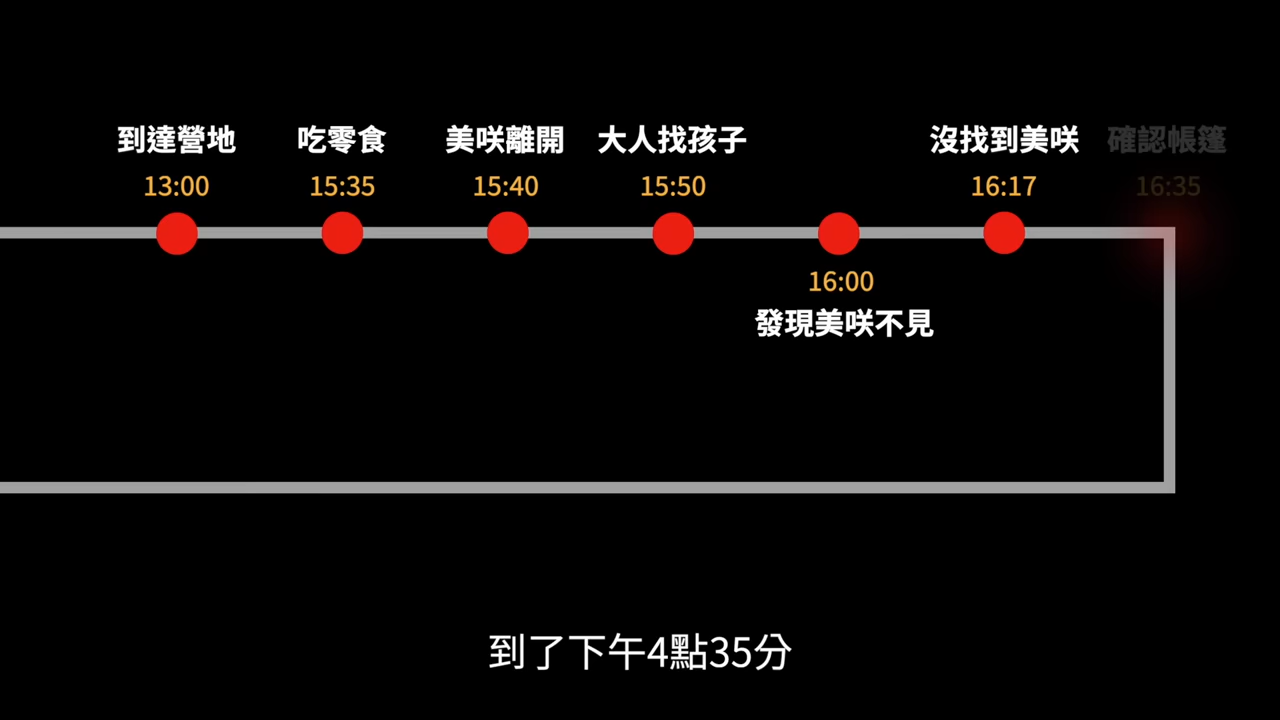 到達營地
13:00
吃零食
15:35
美咲離開
15:40
大人找孩子
15:50
16:00
發現美咲不見
沒找到美咲
16:17
確認帳篷
16:35
到了下午4點35分